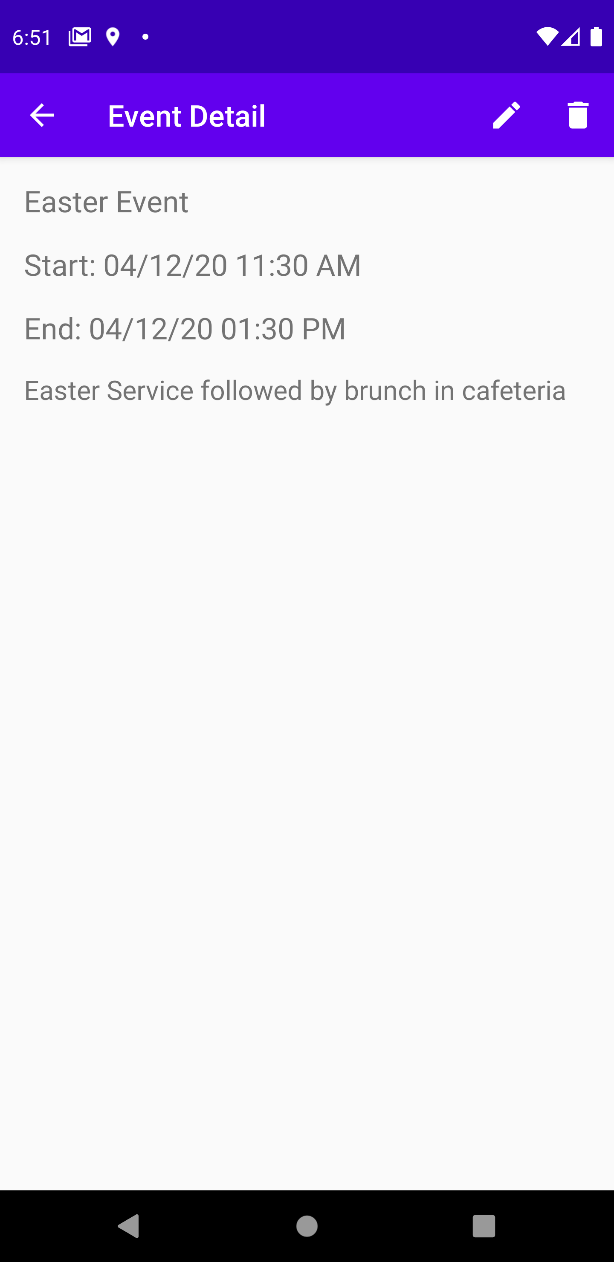 6:51
Event Detail
Easter Event
Start: 04/12/20 11:30 AM
End: 04/12/20 01:30 PM
Easter Service followed by brunch in cafeteria